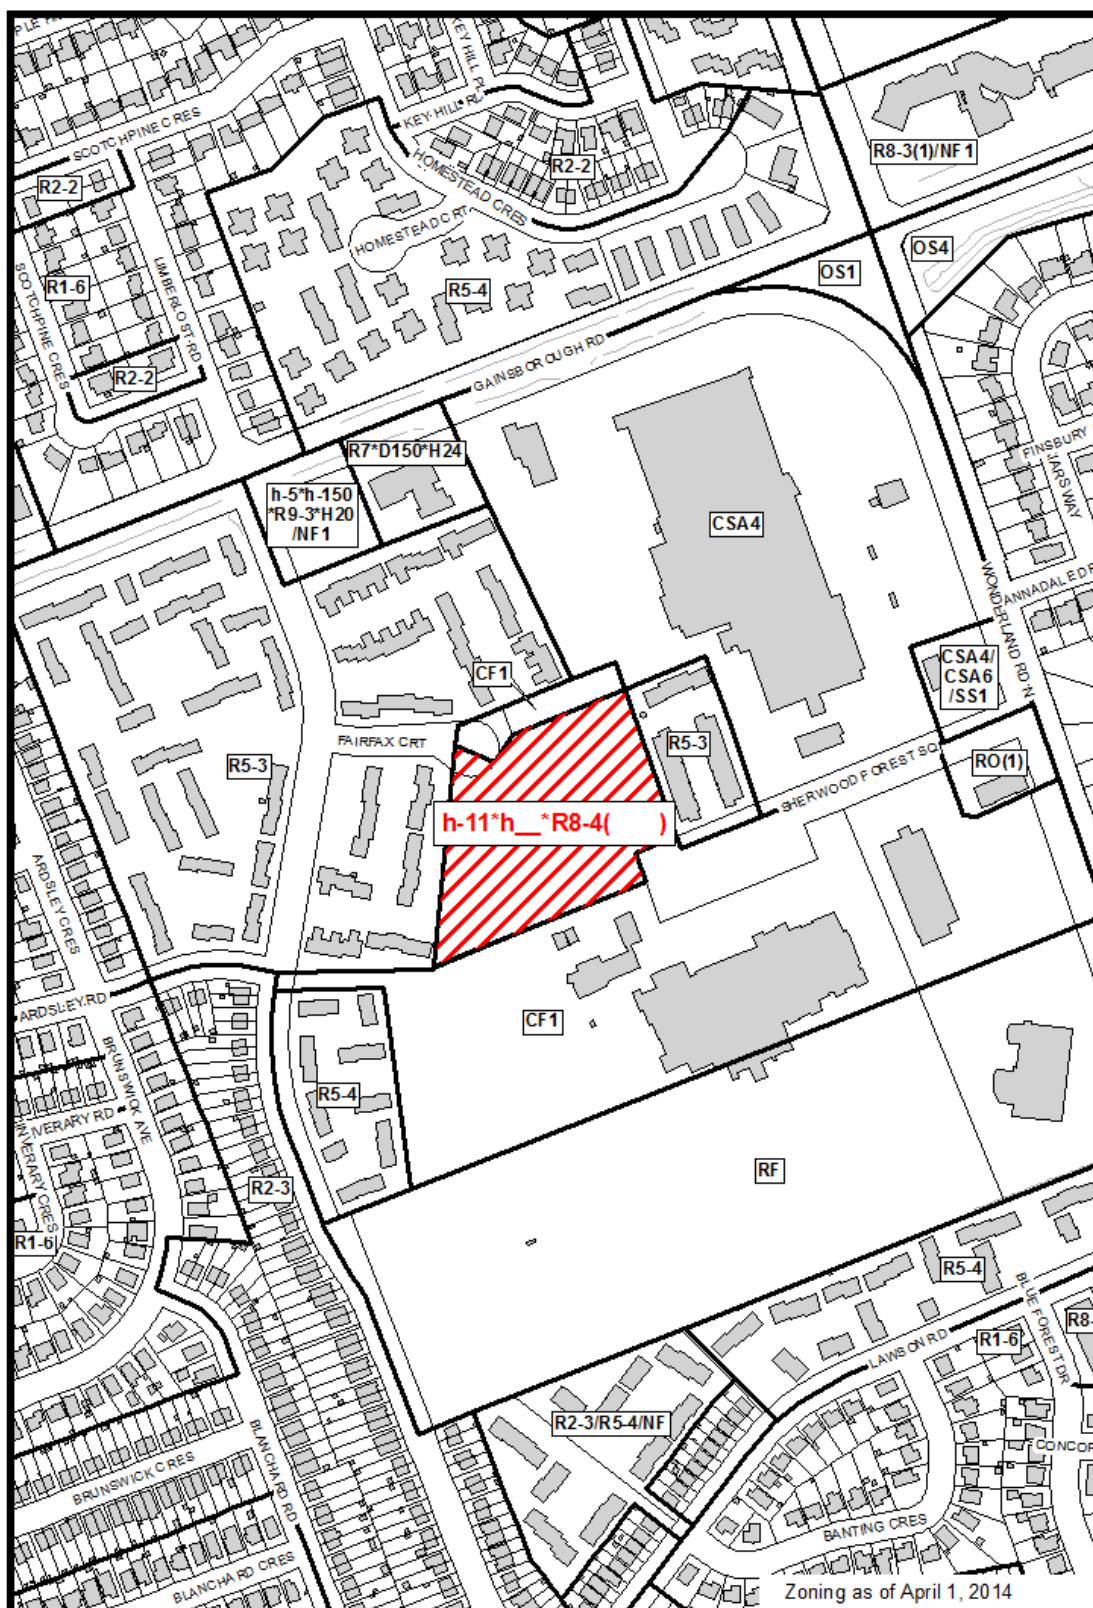 KEY HILL PL
SCOTCHPINE CRES
KEY HILL RD
HOMESTEAD CRES
R2-2
R8-3(1)/NF1
R2-2
HOMESTEAD CRT
OS4
OS1
R1-6
LIMBERLOST RD
SCOTCHPINE CRES
R5-4
R2-2
GAINSBOROUGH RD
FINSBURY
R7*D150*H24
h-5*h-150
*R9-3*H20
/NF1
CSA4
WONDERLAND RD N
ANNADALE DR
CF1
CSA4/
CSA6
/SS1
FAIRFAX CRT
R5-3
R5-3
SHERWOOD FOREST SQ
RO(1)
h-11*h__*R8-4( )
ARDSLEY CRES
ARDSLEY RD
CF1
BRUNSWICK AVE
R5-4
INVERARY RD
INVERARY CRES
R2-3
RF
R1-6
R5-4
BLUE FOREST DR
R8-
R1-6
LAWSON RD
R2-3/R5-4/NF
BLANCHARD RD
CONCOR
BRUNSWICK CRES
BANTING CRES
BLANCHARD CRES
Zoning as of April 1, 2014